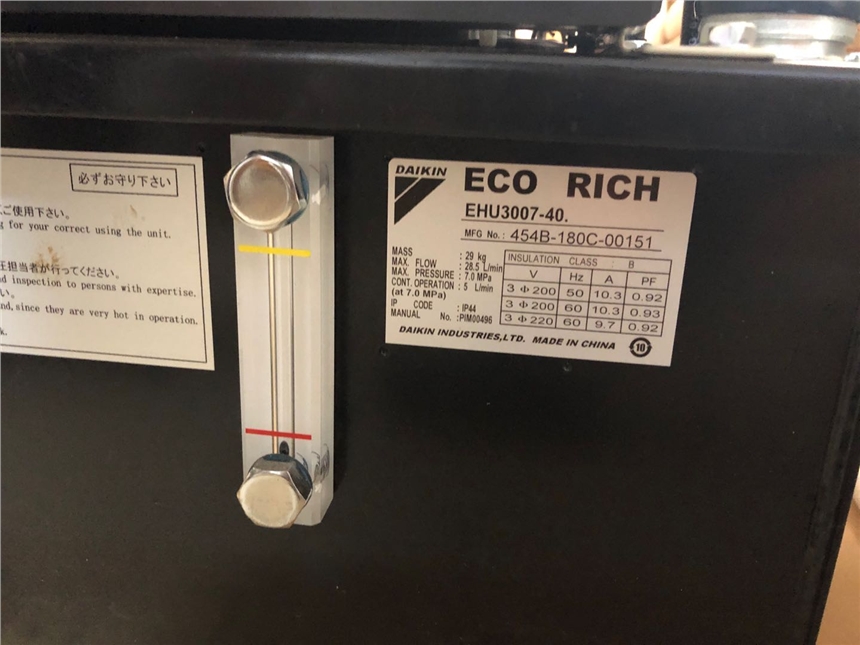 必ずお守り下さい
ご使用下さい。
for your correct using the unit.
担当者が行ってください。
inspection to persons with expertise.
い。
since they are very hot in operation.
DAIKIN
ECO RICH
EHU3007-40.
MFG No.: 454B-180C-00151
MASS : 29 kg
MAX. FLOW : 28.5 L/min
MAX. PRESSURE : 7.0 MPa
CONT. OPERATION : 5 L/min
(at 7.0 MPa)
IP CODE : IP44
MANUAL No. :PIM00496
INSULATION CLASS : B
V Hz A PF
3 Φ 200 50 10.3 0.92
3 Φ 200 60 10.3 0.93
3 Φ 220 60 9.7 0.92
DAIKIN INDUSTRIES,LTD. MADE IN CHINA
10